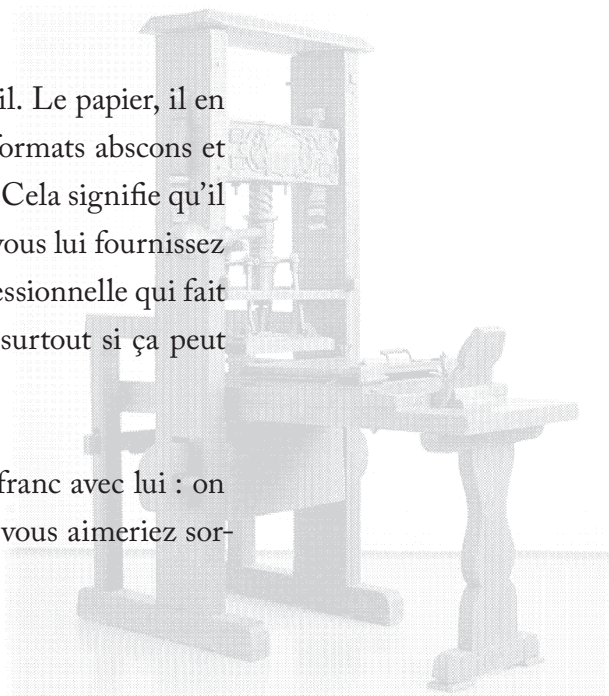 il. Le papier, il en
formats abscons et
Cela signifie qu’il
vous lui fournissez
essionnelle qui fait
surtout si ça peut
franc avec lui : on
vous aimeriez sor-